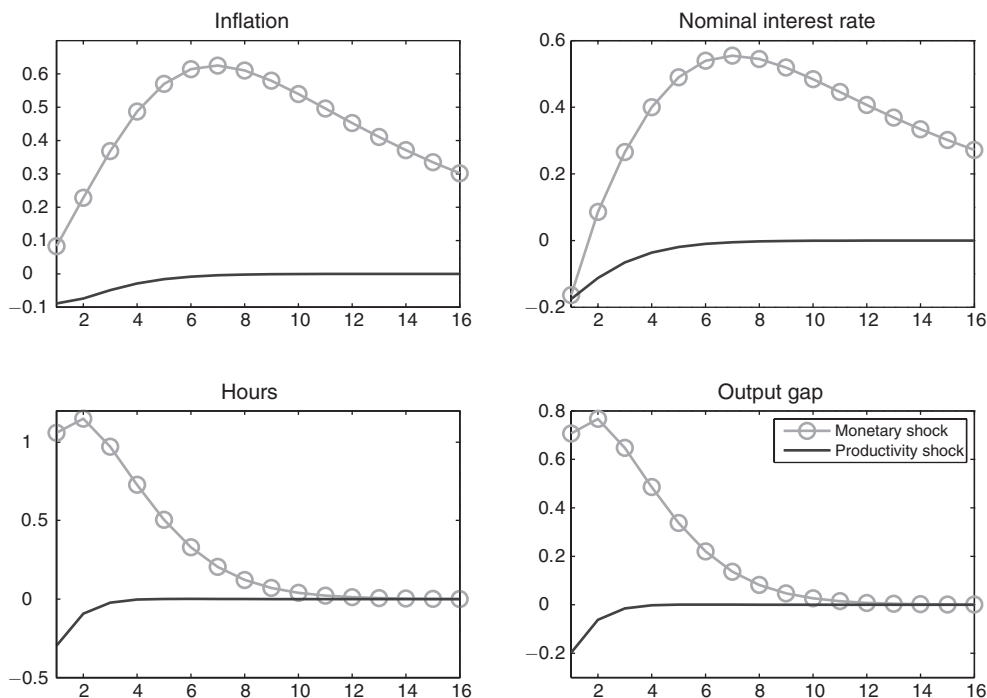 Inflation
0.6
0.5
0.4
0.3
0.2
0.1
0
−0.1
2 4 6 8 10 12 14 16
Nominal interest rate
0.6
0.4
0.2
0
−0.2
2 4 6 8 10 12 14 16
Hours
1
0.5
0
−0.5
2 4 6 8 10 12 14 16
Output gap
0.8
0.6
0.4
0.2
0
−0.2
2 4 6 8 10 12 14 16
Monetary shock
Productivity shock